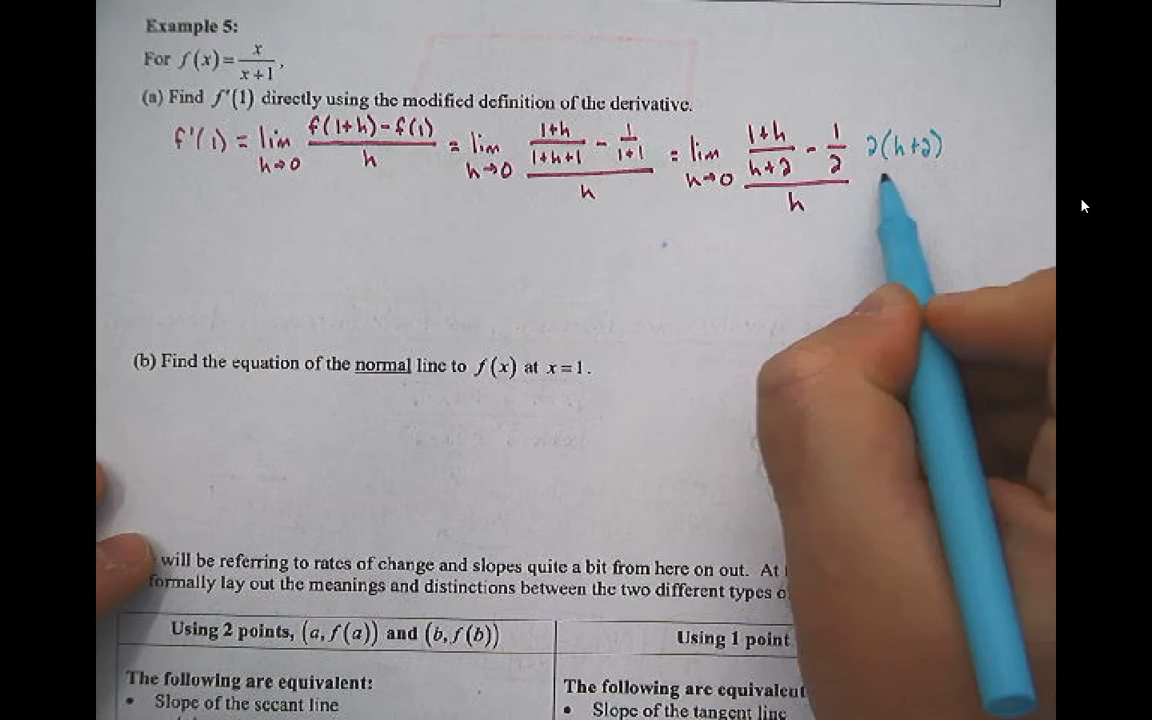 Example 5:
For f(x) = x/(x+1),
(a) Find f'(1) directly using the modified definition of the derivative.
f'(1) = lim h→0 (f(1+h) - f(1))/h = lim h→0 ((1+h)/(1+h+1) - 1/(1+1))/h = lim h→0 ((1+h)/(h+2) - 1/2)/h 2(h+2)
(b) Find the equation of the normal line to f(x) at x = 1.
will be referring to rates of change and slopes quite a bit from here on out. At
formally lay out the meanings and distinctions between the two different types o
Using 2 points, (a, f(a)) and (b, f(b)) Using 1 point
The following are equivalent: The following are equivalent
• Slope of the secant line • Slope of the tangent line